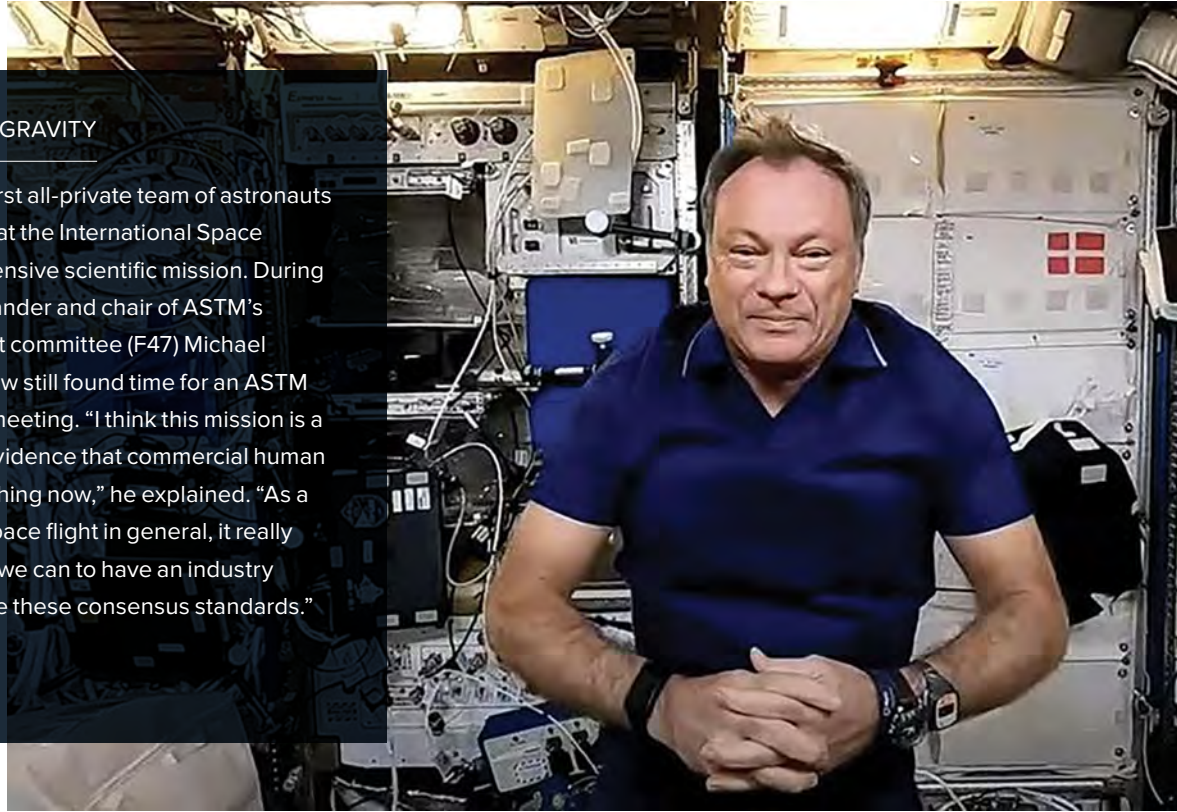 GRAVITY
rst all-private team of astronauts
at the International Space
ensive scientific mission. During
ander and chair of ASTM’s
t committee (F47) Michael
w still found time for an ASTM
meeting. “I think this mission is a
vidence that commercial human
ning now,” he explained. “As a
pace flight in general, it really
we can to have an industry
e these consensus standards.”